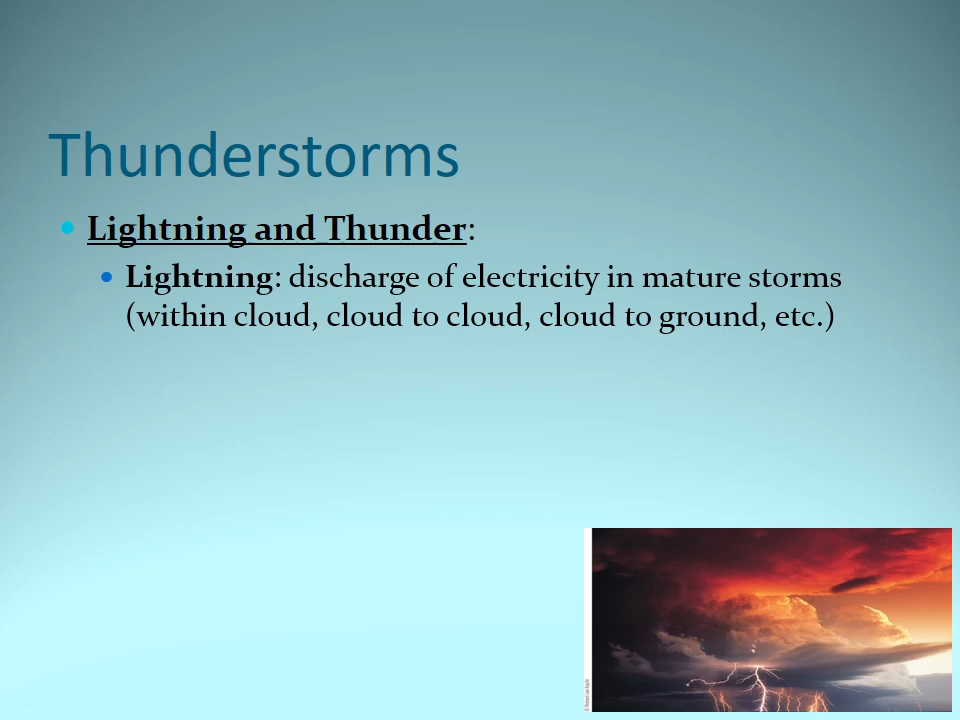 Thunderstorms
Lightning and Thunder:
Lightning: discharge of electricity in mature storms
(within cloud, cloud to cloud, cloud to ground, etc.)